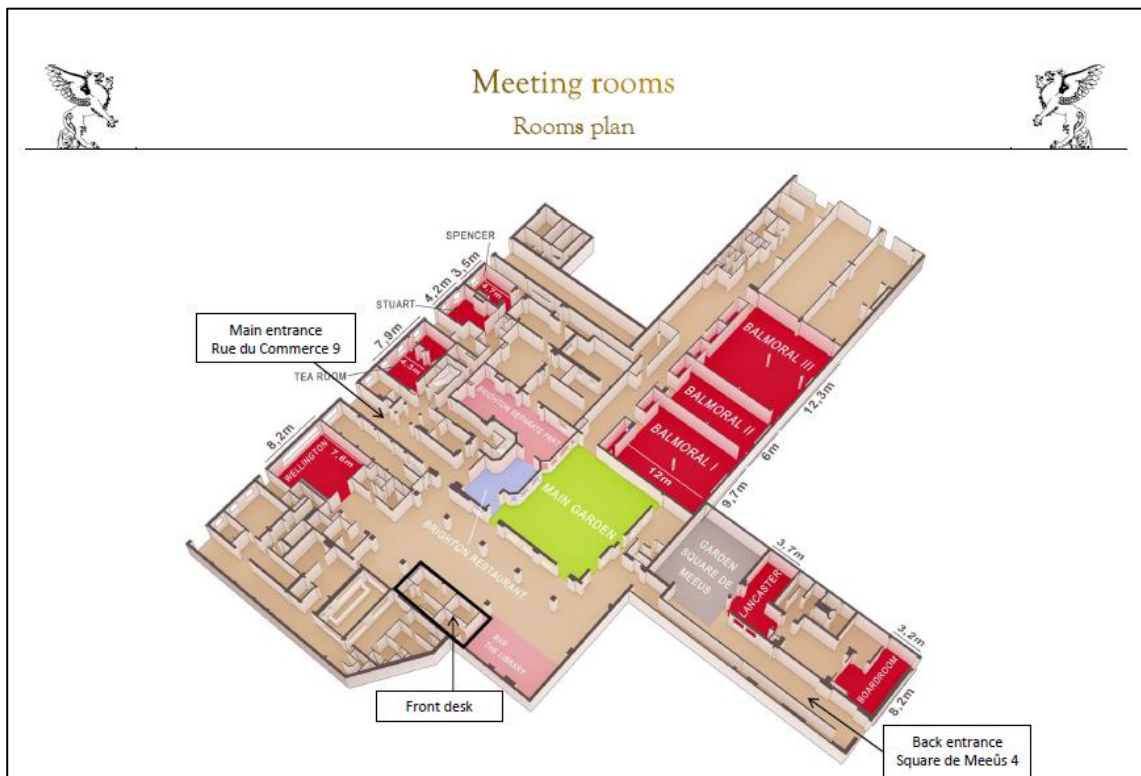 Meeting rooms
Rooms plan
SPENCER
3,5m
4.7m
4,2m
STUART
Main entrance
Rue du Commerce 9
7,9m
4.3m
TEA ROOM
BRIGHTON SEPARATE PART
BALMORAL III
12,3m
BALMORAL II
6m
BALMORAL I
12m
9,7m
8,2m
WELLINGTON
7,6m
MAIN GARDEN
BRIGHTON RESTAURANT
GARDEN
SQUARE DE
MEEUS
3,7m
LANCASTER
3,2m
BOARDROOM
8,2m
BAR
THE LIBRARY
Front desk
Back entrance
Square de Meeûs 4